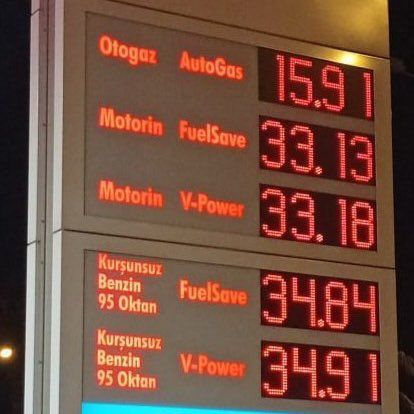 Otogaz AutoGas 15.91
Motorin FuelSave 33.13
Motorin V-Power 33.18
Kurşunsuz
Benzin
95 Oktan FuelSave 34.84
Kurşunsuz
Benzin
95 Oktan V-Power 34.91